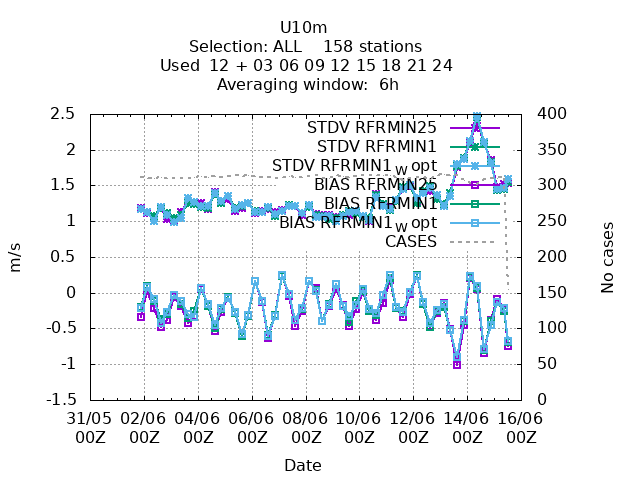 U10m
Selection: ALL    158 stations
Used  12 + 03 06 09 12 15 18 21 24
Averaging window:  6h
STDV RFRMIN25
STDV RFRMIN1
STDV RFRMIN1w opt
BIAS RFRMIN25
BIAS RFRMIN1
BIAS RFRMIN1w opt
CASES
m/s
2.5
2
1.5
1
0.5
0
-0.5
-1
-1.5
No cases
400
350
300
250
200
150
100
50
0
31/05 02/06 04/06 06/06 08/06 10/06 12/06 14/06 16/06
00Z 00Z 00Z 00Z 00Z 00Z 00Z 00Z 00Z
Date